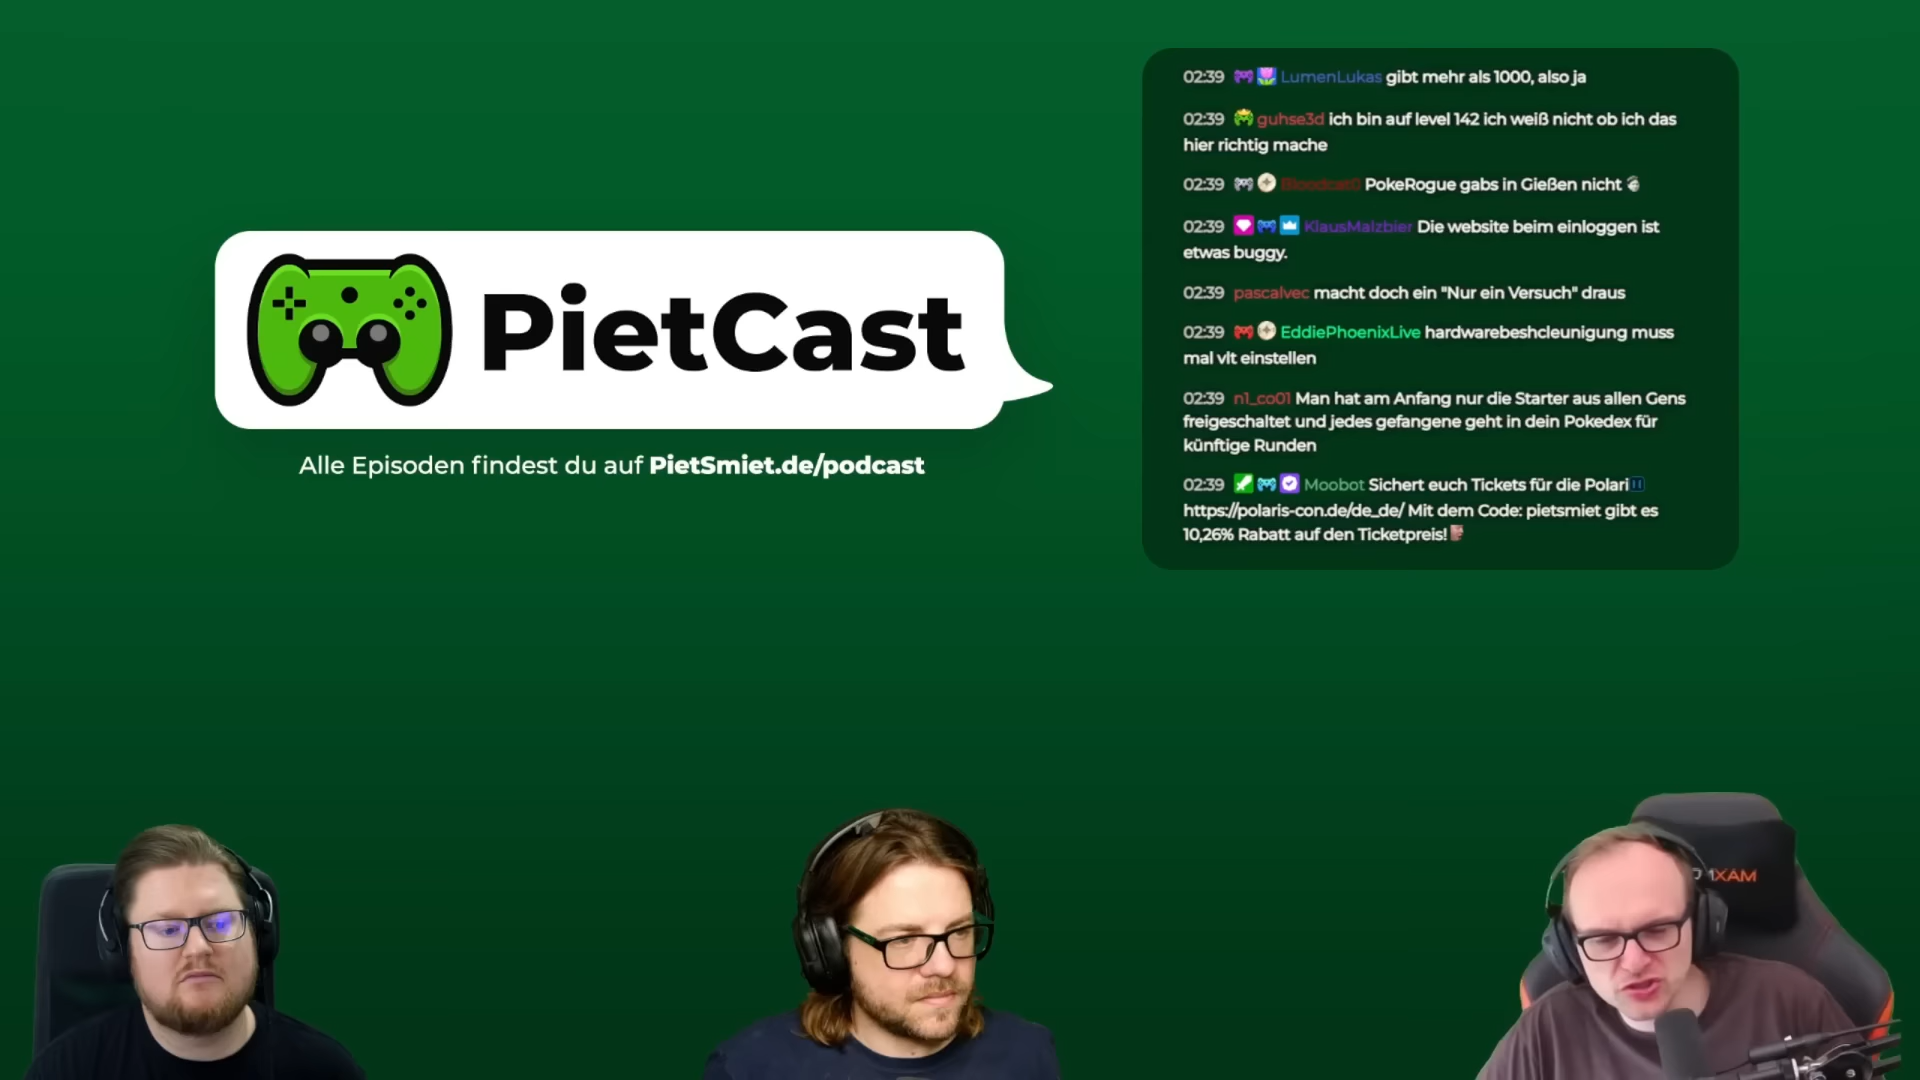 PietCast
Alle Episoden findest du auf PietSmiet.de/podcast
02:39 LumenLukas gibt mehr als 1000, also ja
02:39 guhse3d ich bin auf level 142 ich weiß nicht ob ich das
hier richtig mache
02:39 Bloodcat0 PokeRogue gabs in Gießen nicht
02:39 KlausMalzbier Die website beim einloggen ist
etwas buggy.
02:39 pascalvec macht doch ein "Nur ein Versuch" draus
02:39 EddiePhoenixLive hardwarebeshcleunigung muss
mal vlt einstellen
02:39 n1_co01 Man hat am Anfang nur die Starter aus allen Gens
freigeschaltet und jedes gefangene geht in dein Pokedex für
künftige Runden
02:39 Moobot Sichert euch Tickets für die Polari
https://polaris-con.de/de_de/ Mit dem Code: pietsmiet gibt es
10,26% Rabatt auf den Ticketpreis!